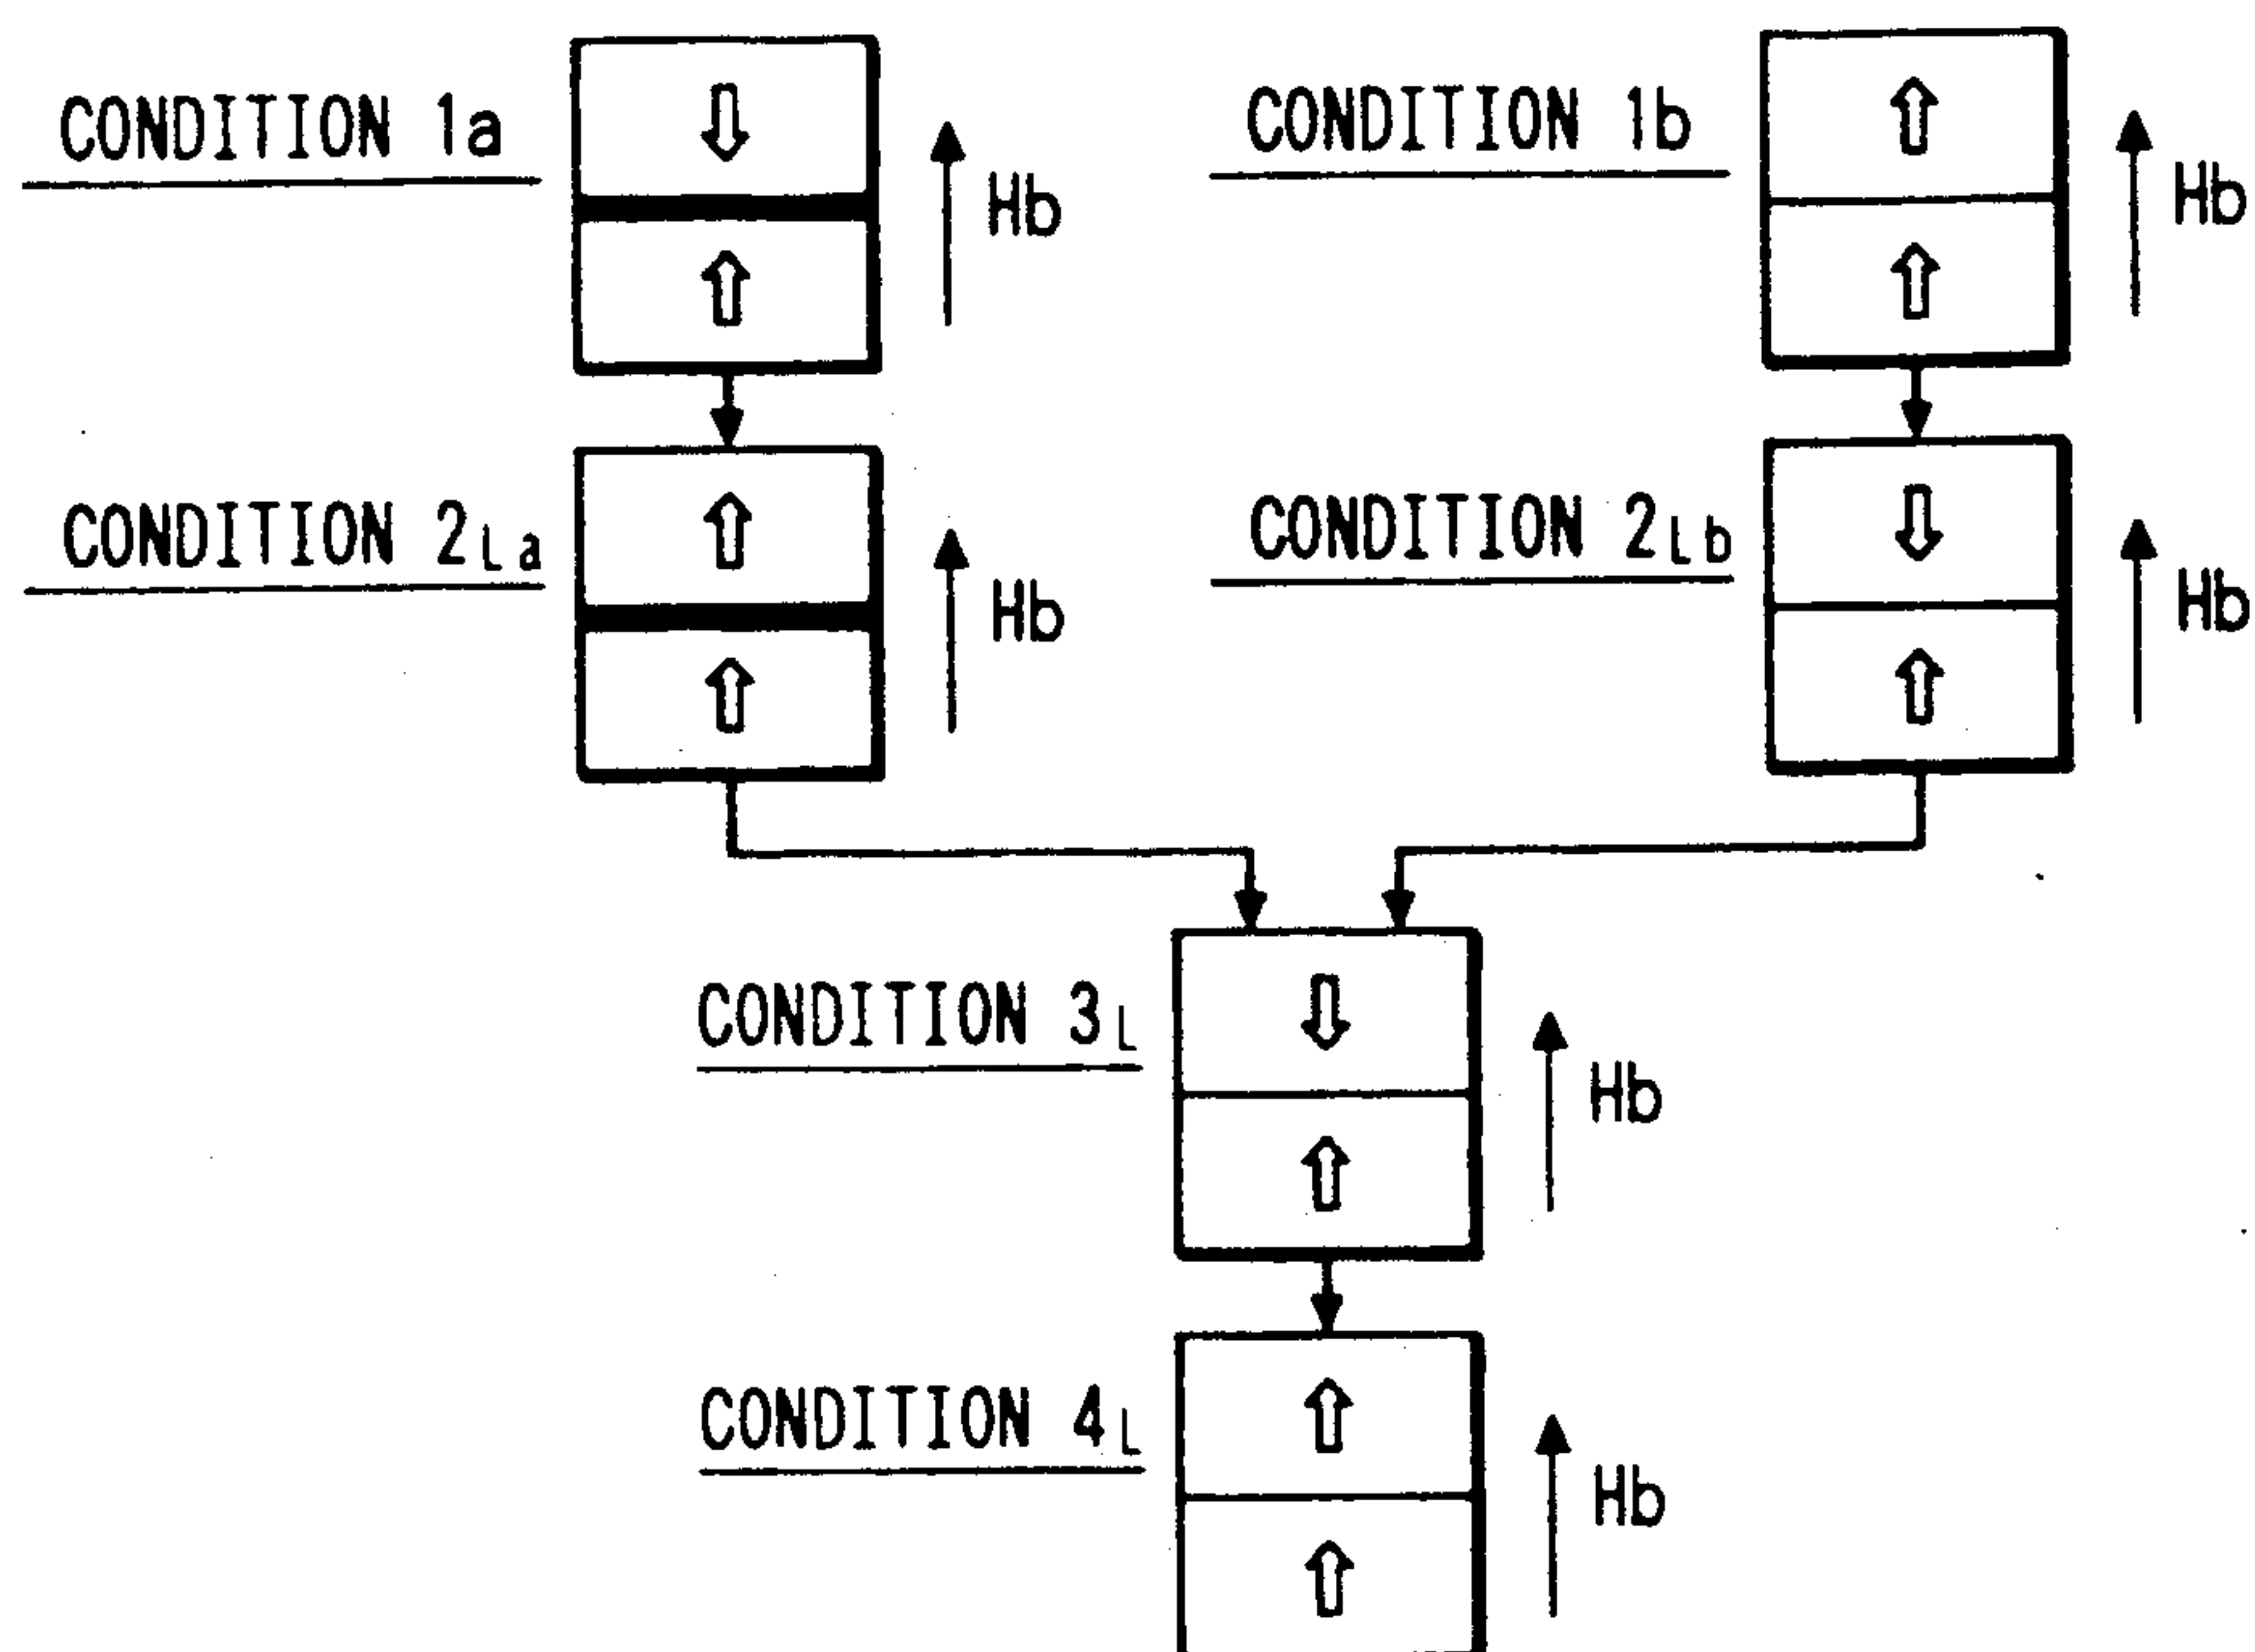 CONDITION 1a
Hb
CONDITION 1b
Hb
CONDITION 2La
Hb
CONDITION 2Lb
Hb
CONDITION 3L
Hb
CONDITION 4L
Hb